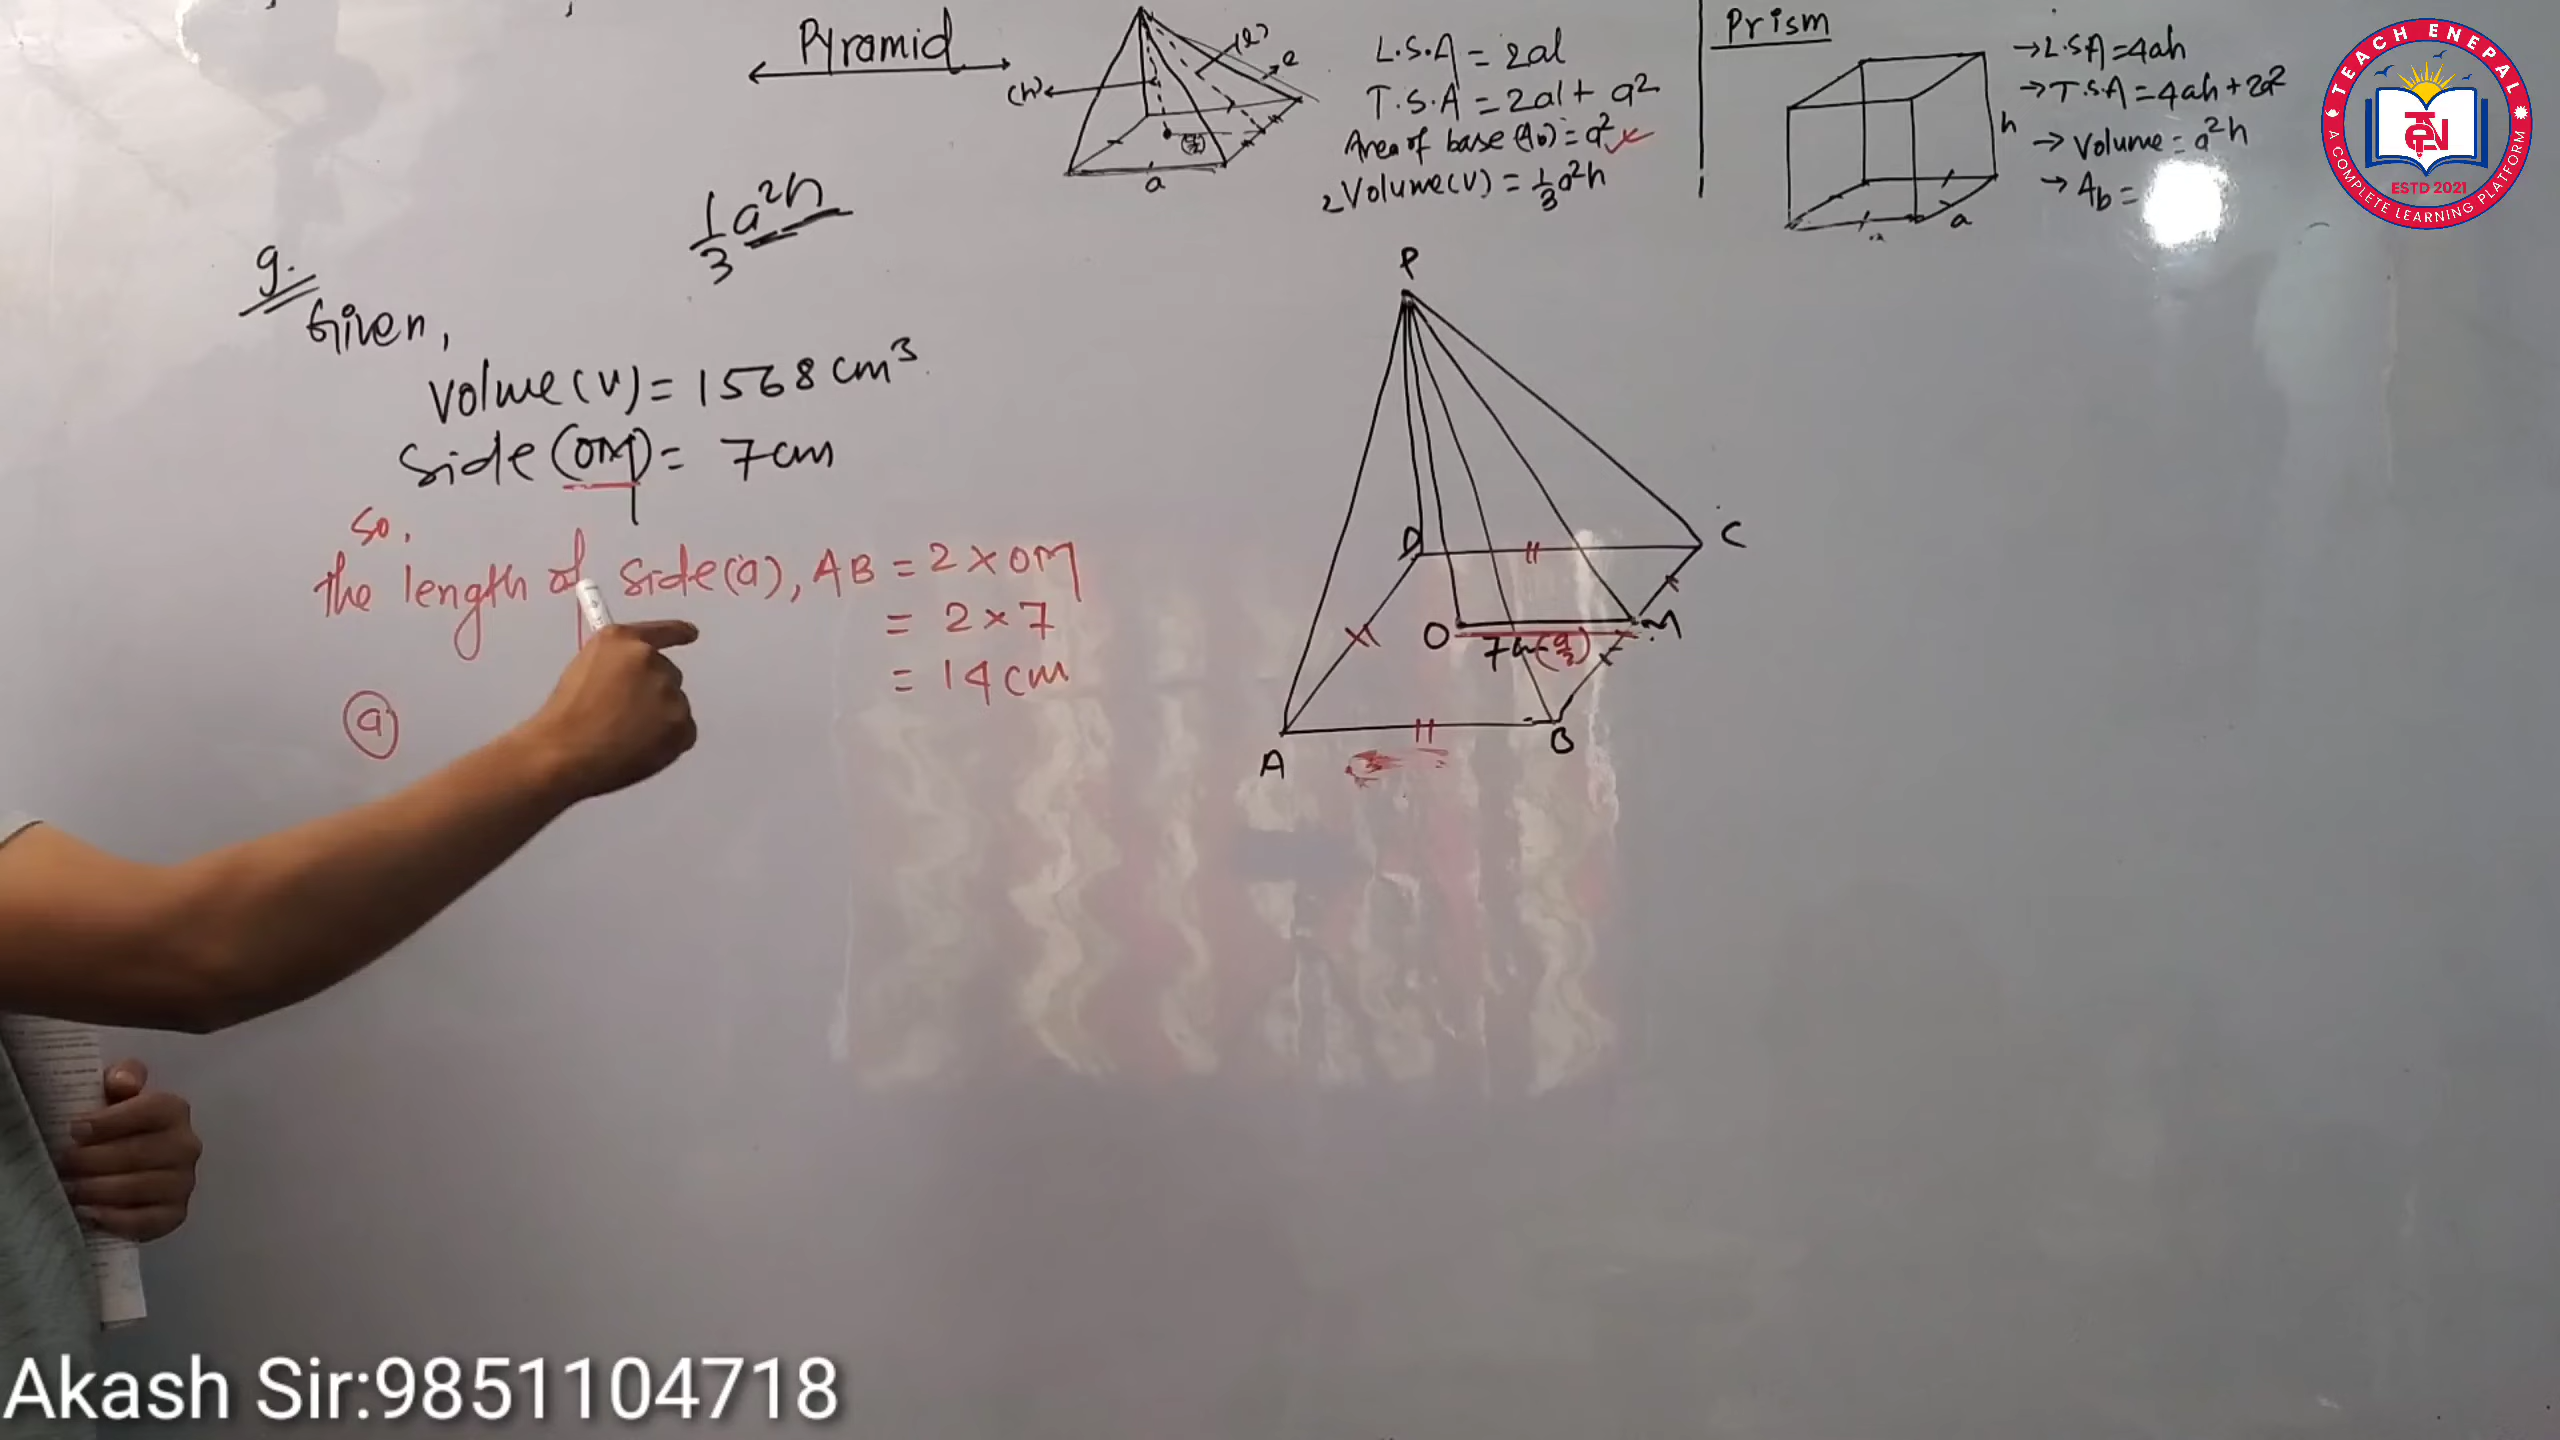 Pyramid
(h)
(l)
e
a
L.S.A = 2al
T.S.A = 2al + a²
Area of base (Ab) = a²
Volume(V) = 1/3 a²h
Prism
→ L.S.A = 4ah
→ T.S.A = 4ah + 2a²
→ Volume = a²h
→ Ab =
h
a
TEACH ENEPAL
TEN
ESTD 2021
A COMPLETE LEARNING PLATFORM
1/3 a²h
9.
Given,
Volme(V) = 1568 cm³
Side (OM) = 7cm
So,
the length of side(a), AB = 2 × OM
= 2 × 7
= 14 cm
a
P
D
C
O
M
A
B
Akash Sir:9851104718